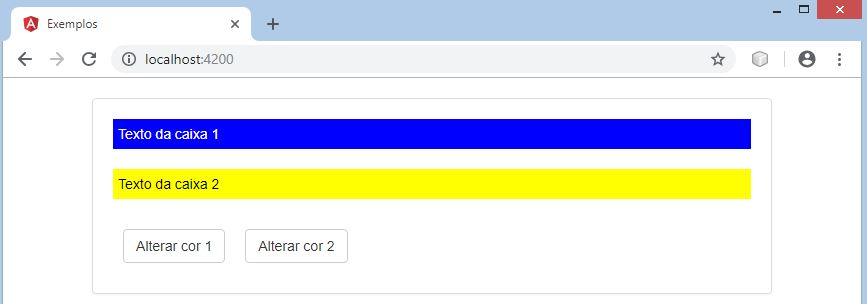 Exemplos
localhost:4200
Texto da caixa 1
Texto da caixa 2
Alterar cor 1 Alterar cor 2